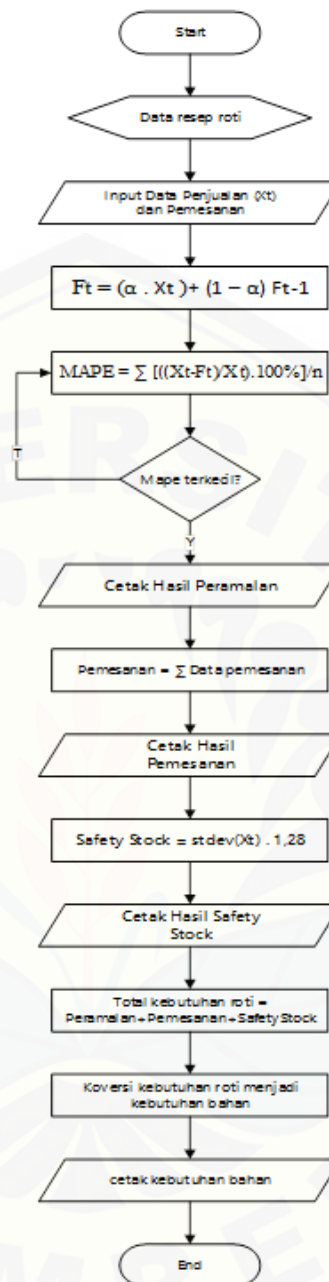 Start
Data resep roti
Input Data Penjualan (Xt)
dan Pemesanan
Ft = (α . Xt )+ (1 – α) Ft-1
MAPE = ∑ [((Xt-Ft)/Xt).100%]/n
T
Mape terkecil?
Y
Cetak Hasil Peramalan
Pemesanan = ∑ Data pemesanan
Cetak Hasil
Pemesanan
Safety Stock = stdev(Xt) . 1,28
Cetak Hasil Safety
Stock
Total kebutuhan roti =
Peramalan+Pemesanan+Safety Stock
Koversi kebutuhan roti menjadi
kebutuhan bahan
cetak kebutuhan bahan
End